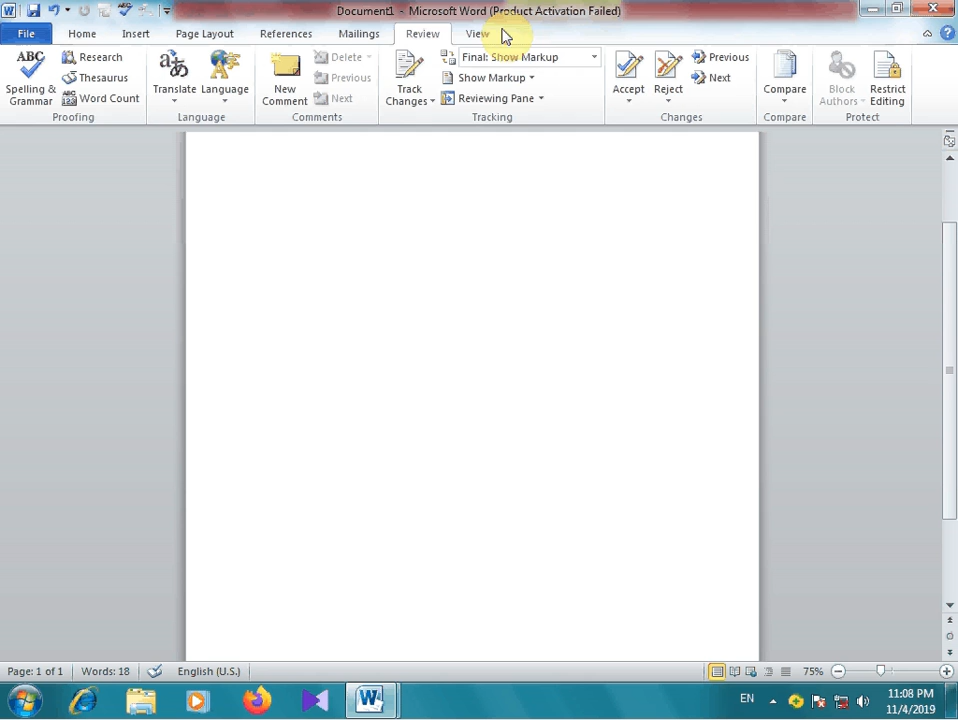 Document1 - Microsoft Word (Product Activation Failed)
File Home Insert Page Layout References Mailings Review View
ABC Research Delete Final: Show Markup Previous
Thesaurus Previous Show Markup Next
Spelling & Grammar Word Count Translate Language New Comment Next Track Changes Reviewing Pane Accept Reject Compare Block Authors Restrict Editing
Proofing Language Comments Tracking Changes Compare Protect
Page: 1 of 1 Words: 18 English (U.S.) 75%
EN 11:08 PM
11/4/2019